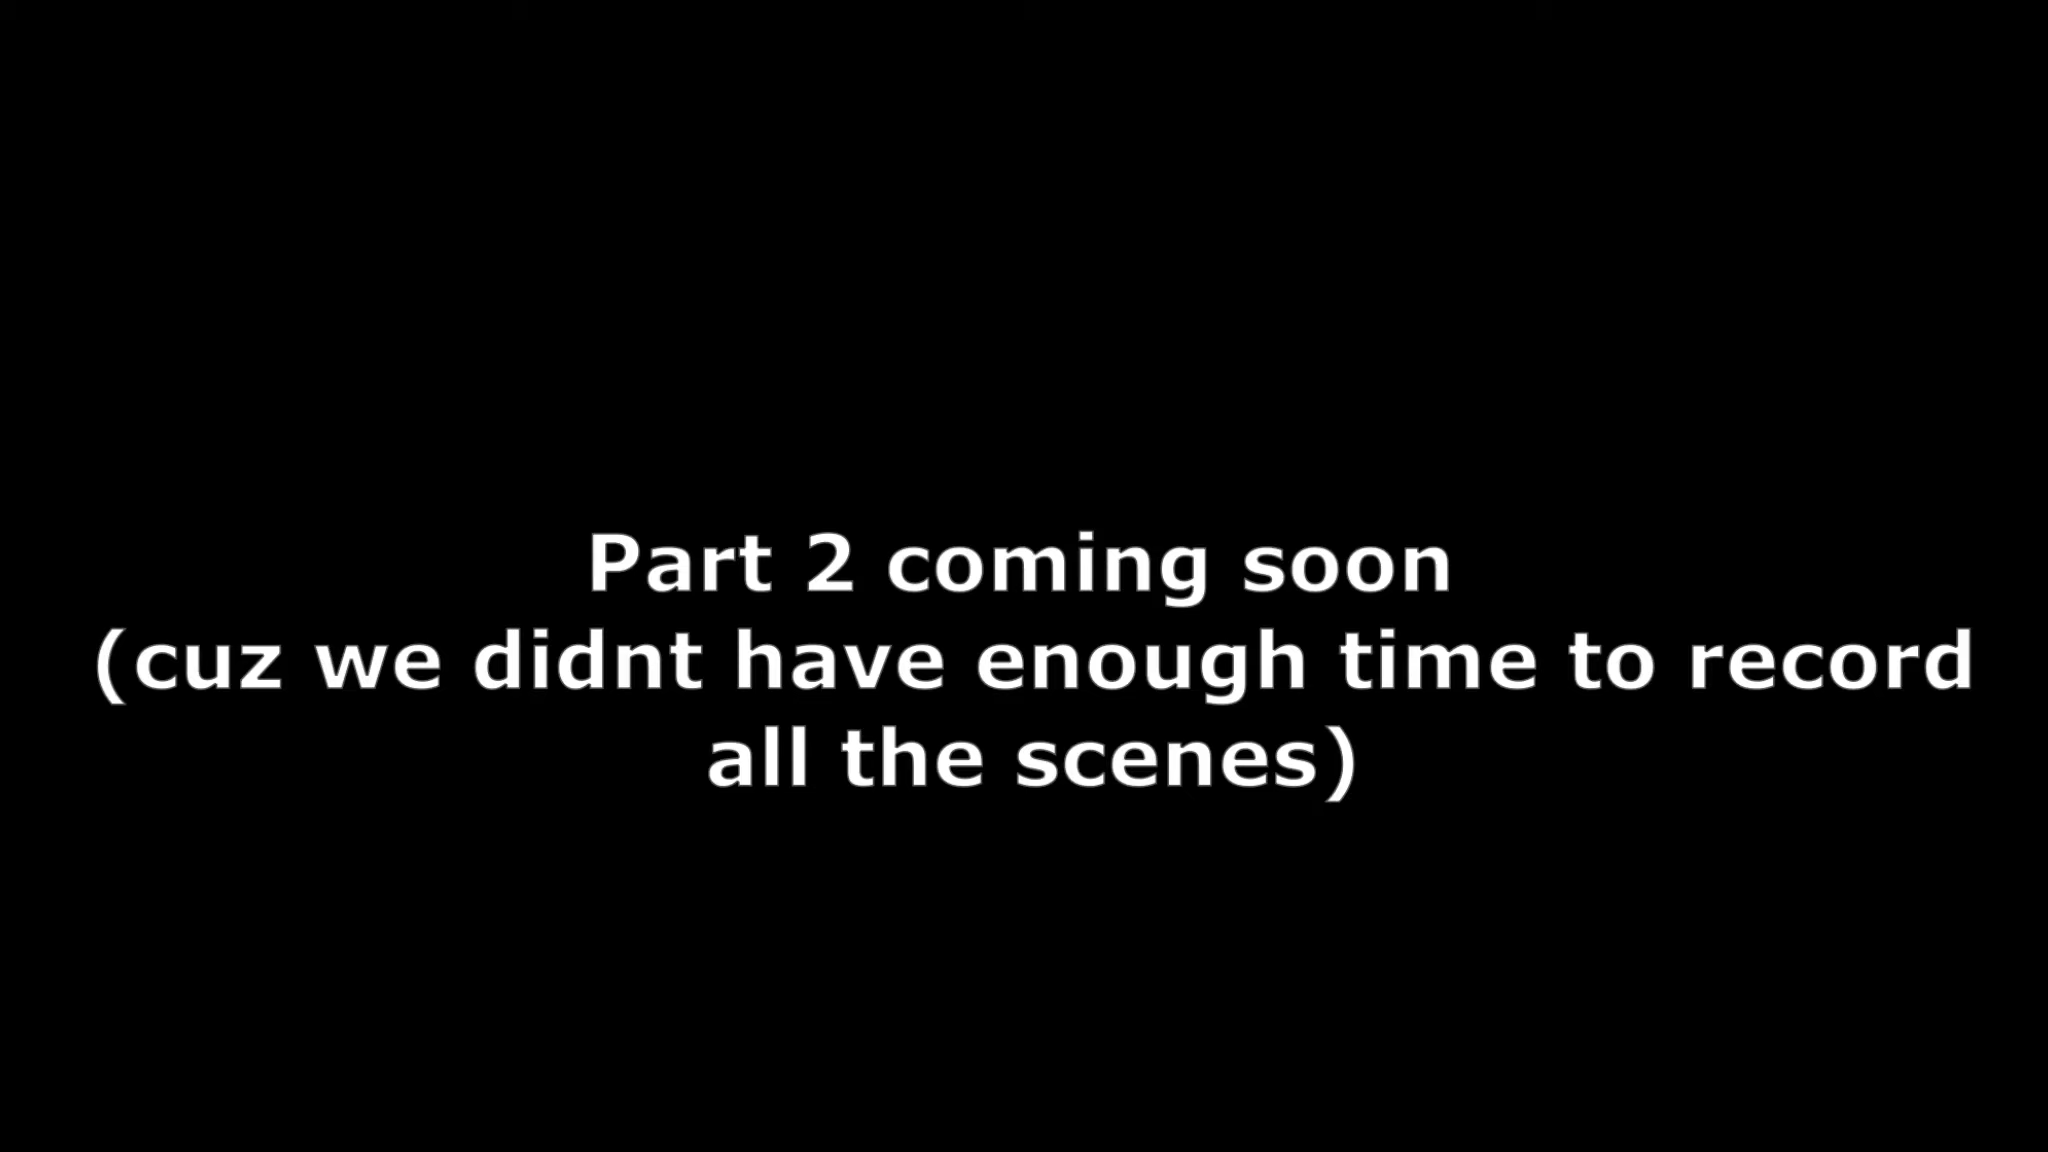 Part 2 coming soon
(cuz we didnt have enough time to record
all the scenes)